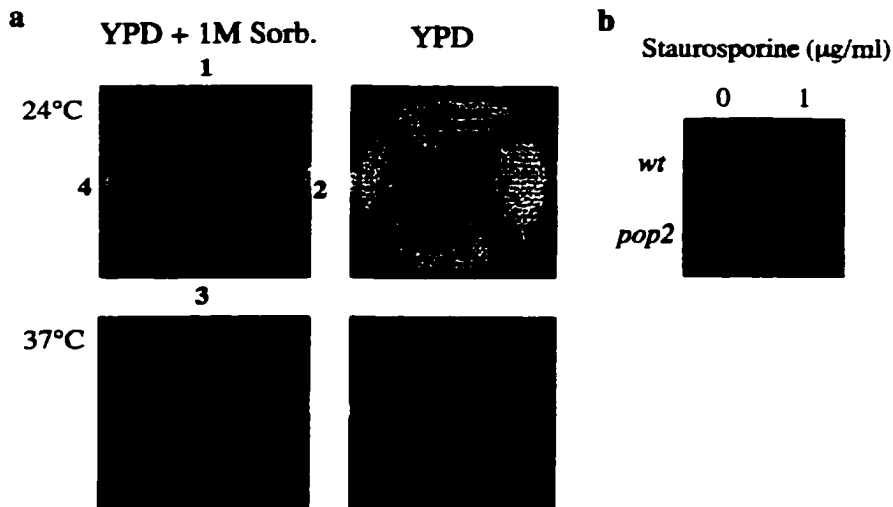 a
YPD + 1M Sorb.
YPD
1
24°C
4
2
3
37°C
b
Staurosporine (μg/ml)
0 1
wt
pop2